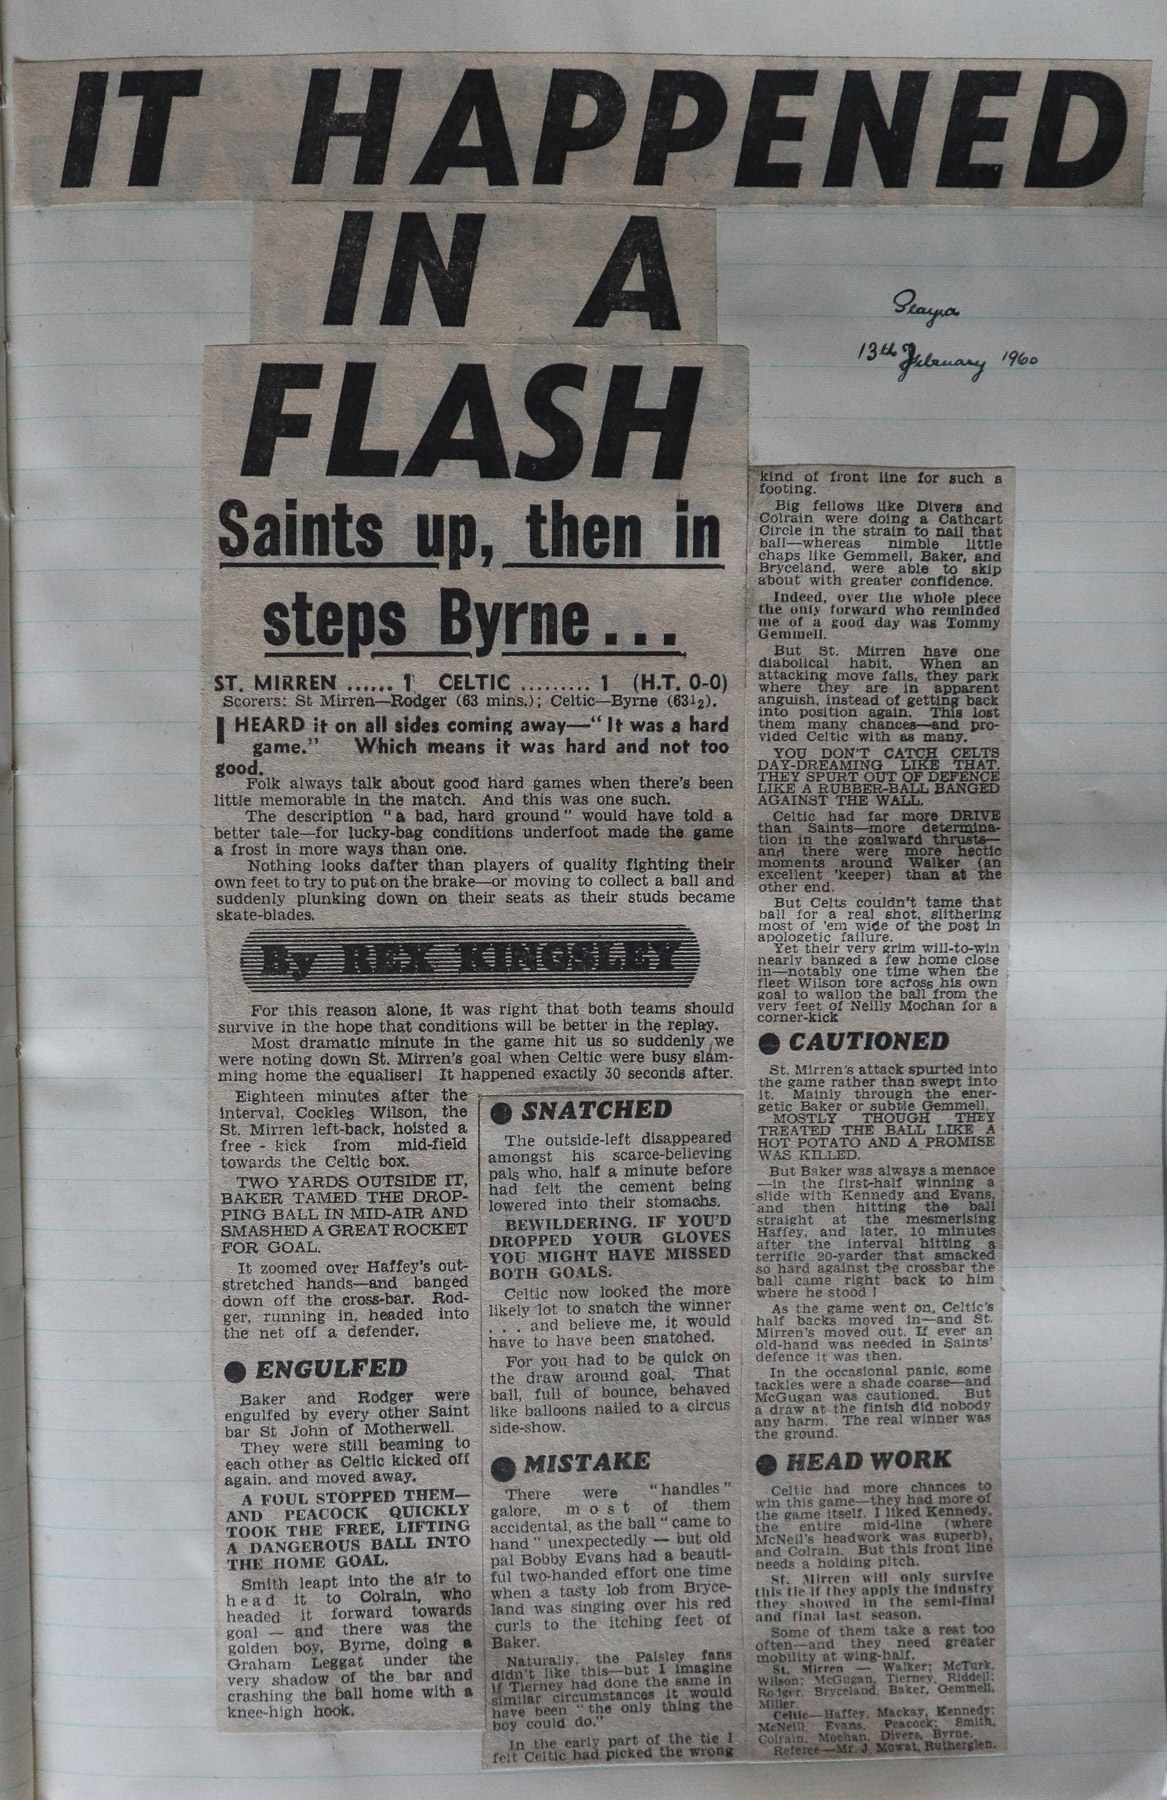 IT HAPPENED
IN A
FLASH
13th February 1960
Saints up, then in
steps Byrne...
ST. MIRREN ...... 1 CELTIC ......... 1 (H.T. 0-0)
Scorers: St Mirren—Rodger (63 mins.); Celtic—Byrne (63½).
I HEARD it on all sides coming away—"It was a hard
game." Which means it was hard and not too
good.
Folk always talk about good hard games when there's been
little memorable in the match. And this was one such.
The description "a bad, hard ground" would have told a
better tale—for lucky-bag conditions underfoot made the game
a frost in more ways than one.
Nothing looks dafter than players of quality fighting their
own feet to try to put on the brake—or moving to collect a ball and
suddenly plunking down on their seats as their studs became
skate-blades.
By REX KINGSLEY
For this reason alone, it was right that both teams should
survive in the hope that conditions will be better in the replay.
Most dramatic minute in the game hit us so suddenly we
were noting down St. Mirren's goal when Celtic were busy slam-
ming home the equaliser! It happened exactly 30 seconds after.
Eighteen minutes after the
interval, Cockles Wilson, the
St. Mirren left-back, hoisted a
free - kick from mid-field
towards the Celtic box.
TWO YARDS OUTSIDE IT,
BAKER TAMED THE DROP-
PING BALL IN MID-AIR AND
SMASHED A GREAT ROCKET
FOR GOAL.
It zoomed over Haffey's out-
stretched hands—and banged
down off the cross-bar. Rod-
ger, running in, headed into
the net off a defender.
● ENGULFED
Baker and Rodger were
engulfed by every other Saint
bar St John of Motherwell.
They were still beaming to
each other as Celtic kicked off
again, and moved away.
A FOUL STOPPED THEM—
AND PEACOCK QUICKLY
TOOK THE FREE, LIFTING
A DANGEROUS BALL INTO
THE HOME GOAL.
Smith leapt into the air to
head it to Colrain, who
headed it forward towards
goal — and there was the
golden boy, Byrne, doing a
Graham Leggat under the
very shadow of the bar and
crashing the ball home with a
knee-high hook.
● SNATCHED
The outside-left disappeared
amongst his scarce-believing
pals who, half a minute before
had felt the cement being
lowered into their stomachs.
BEWILDERING. IF YOU'D
DROPPED YOUR GLOVES
YOU MIGHT HAVE MISSED
BOTH GOALS.
Celtic now looked the more
likely lot to snatch the winner
. . . and believe me, it would
have to have been snatched.
For you had to be quick on
the draw around goal. That
ball, full of bounce, behaved
like balloons nailed to a circus
side-show.
● MISTAKE
There were "handles"
galore, most of them
accidental, as the ball "came to
hand" unexpectedly — but old
pal Bobby Evans had a beauti-
ful two-handed effort one time
when a tasty lob from Bryce-
land was singing over his red
curls to the itching feet of
Baker.
Naturally, the Paisley fans
didn't like this—but I imagine
if Tierney had done the same in
similar circumstances it would
have been "the only thing the
boy could do."
In the early part of the tie I
felt Celtic had picked the wrong
kind of front line for such a
footing.
Big fellows like Divers and
Colrain were doing a Cathcart
Circle in the strain to nail that
ball—whereas nimble little
chaps like Gemmell, Baker, and
Bryceland, were able to skip
about with greater confidence.
Indeed, over the whole piece
the only forward who reminded
me of a good day was Tommy
Gemmell.
But St. Mirren have one
diabolical habit. When an
attacking move fails, they park
where they are in apparent
anguish, instead of getting back
into position again. This lost
them many chances—and pro-
vided Celtic with as many.
YOU DON'T CATCH CELTS
DAY-DREAMING LIKE THAT.
THEY SPURT OUT OF DEFENCE
LIKE A RUBBER-BALL BANGED
AGAINST THE WALL.
Celtic had far more DRIVE
than Saints—more determina-
tion in the goalward thrusts—
and there were more hectic
moments around Walker (an
excellent 'keeper) than at the
other end.
But Celts couldn't tame that
ball for a real shot, slithering
most of 'em wide of the post in
apologetic failure.
Yet their very grim will-to-win
nearly banged a few home close
in—notably one time when the
fleet Wilson tore across his own
goal to wallop the ball from the
very feet of Neilly Mochan for a
corner-kick
● CAUTIONED
St. Mirren's attack spurted into
the game rather than swept into
it. Mainly through the ener-
getic Baker or subtle Gemmell.
MOSTLY THOUGH THEY
TREATED THE BALL LIKE A
HOT POTATO AND A PROMISE
WAS KILLED.
But Baker was always a menace
—in the first-half winning a
slide with Kennedy and Evans,
and then hitting the ball
straight at the mesmerising
Haffey, and later, 10 minutes
after the interval hitting a
terrific 20-yarder that smacked
so hard against the crossbar the
ball came right back to him
where he stood!
As the game went on, Celtic's
half backs moved in—and St.
Mirren's moved out. If ever an
old-hand was needed in Saints'
defence it was then.
In the occasional panic, some
tackles were a shade coarse—and
McGugan was cautioned. But
a draw at the finish did nobody
any harm. The real winner was
the ground.
● HEAD WORK
Celtic had more chances to
win this game—they had more of
the game itself. I liked Kennedy,
the entire mid-line (where
McNeil's headwork was superb),
and Colrain. But this front line
needs a holding pitch.
St. Mirren will only survive
this tie if they apply the industry
they showed in the semi-final
and final last season.
Some of them take a rest too
often—and they need greater
mobility at wing-half.
St. Mirren — Walker; McTurk,
Wilson; McGugan, Tierney, Riddell;
Rodger, Bryceland, Baker, Gemmell,
Miller.
Celtic—Haffey, Mackay, Kennedy;
McNeill, Evans, Peacock; Smith,
Colrain, Mochan, Divers, Byrne.
Referee—Mr. J. Mowat, Rutherglen.